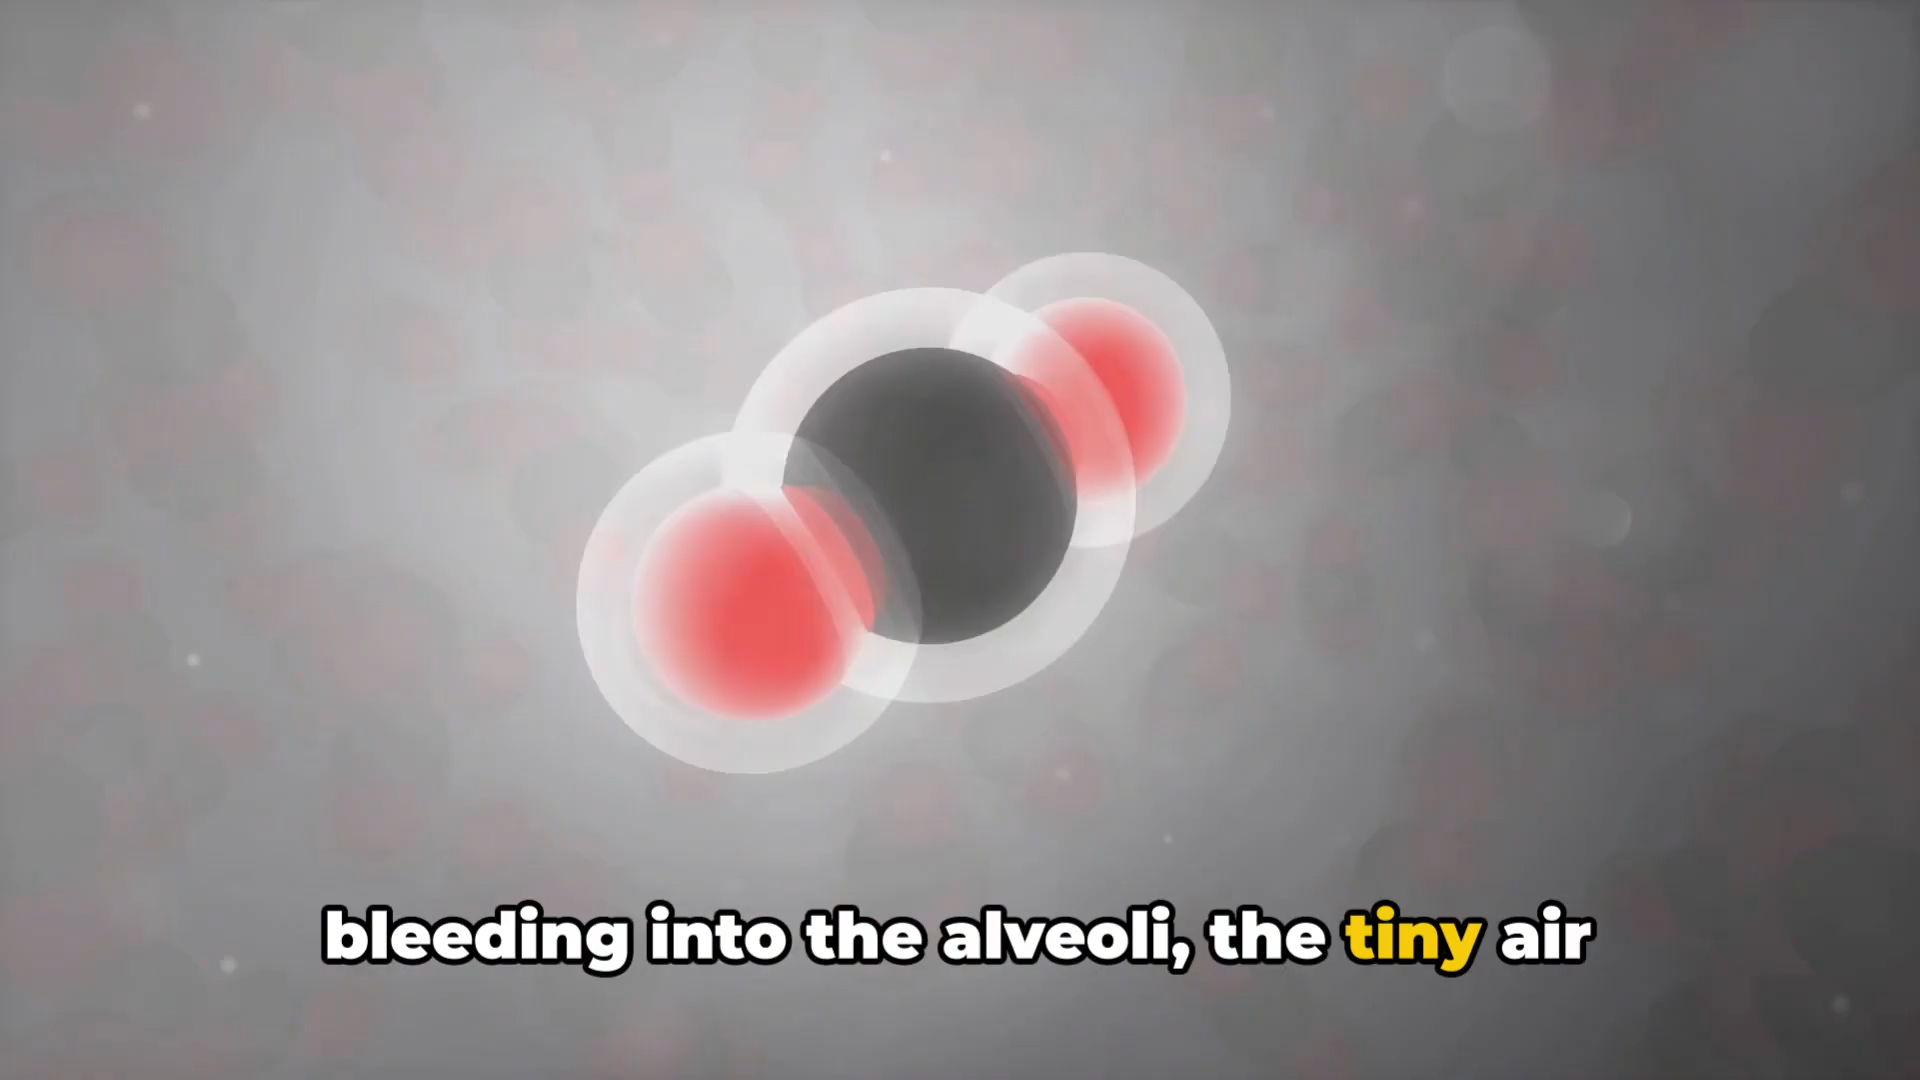 bleeding into the alveoli, the tiny air